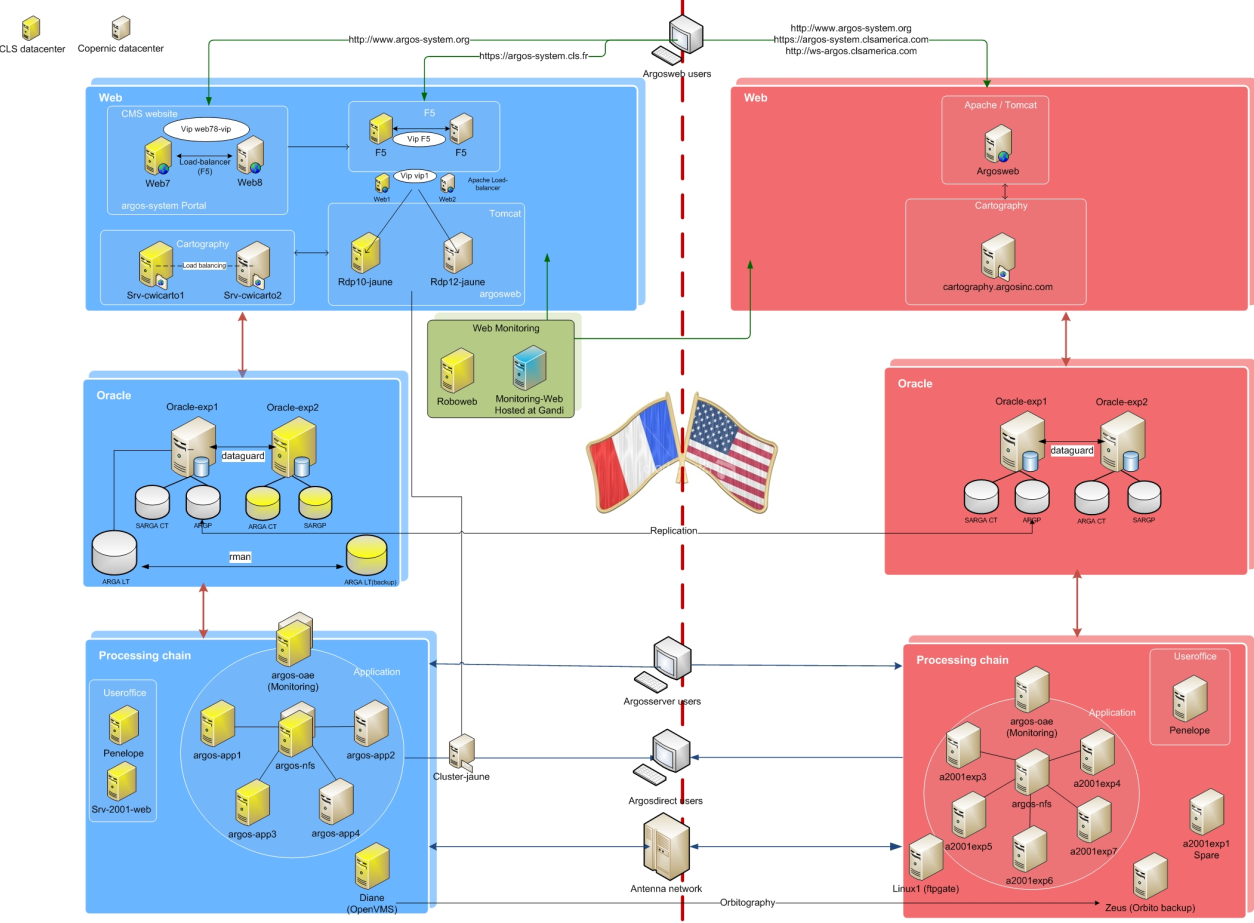 CLS datacenter
Copernic datacenter
http://www.argos-system.org
https://argos-system.cls.fr
Argosweb users
http://www.argos-system.org
https://argos-system.clsamerica.com
http://ws-argos.clsamerica.com
Web
CMS website
Vip web78-vip
Load-balancer
(F5)
Web7
Web8
argos-system Portal
F5
Vip F5
F5
F5
Vip vip1
Apache Load-
balancer
Web1
Web2
Tomcat
Rdp10-jaune
Rdp12-jaune
argosweb
Cartography
Load balancing
Srv-cwicarto1
Srv-cwicarto2
Web
Apache / Tomcat
Argosweb
Cartography
cartography.argosinc.com
Web Monitoring
Roboweb
Monitoring-Web
Hosted at Gandi
Oracle
Oracle-exp1
Oracle-exp2
dataguard
SARGA CT
ARGP
ARGA CT
SARGP
rman
ARGA LT
ARGA LT(backup)
Replication
Oracle
Oracle-exp1
Oracle-exp2
dataguard
SARGA CT
ARGP
ARGA CT
SARGP
Processing chain
Application
argos-oae
(Monitoring)
Useroffice
Penelope
Srv-2001-web
argos-app1
argos-nfs
argos-app2
argos-app3
argos-app4
Diane
(OpenVMS)
Cluster-jaune
Argosserver users
Argosdirect users
Antenna network
Orbitography
Processing chain
Useroffice
Penelope
argos-oae
(Monitoring)
Application
a2001exp3
a2001exp4
argos-nfs
a2001exp5
a2001exp7
a2001exp6
a2001exp1
Spare
Linux1 (ftpgate)
Zeus (Orbito backup)